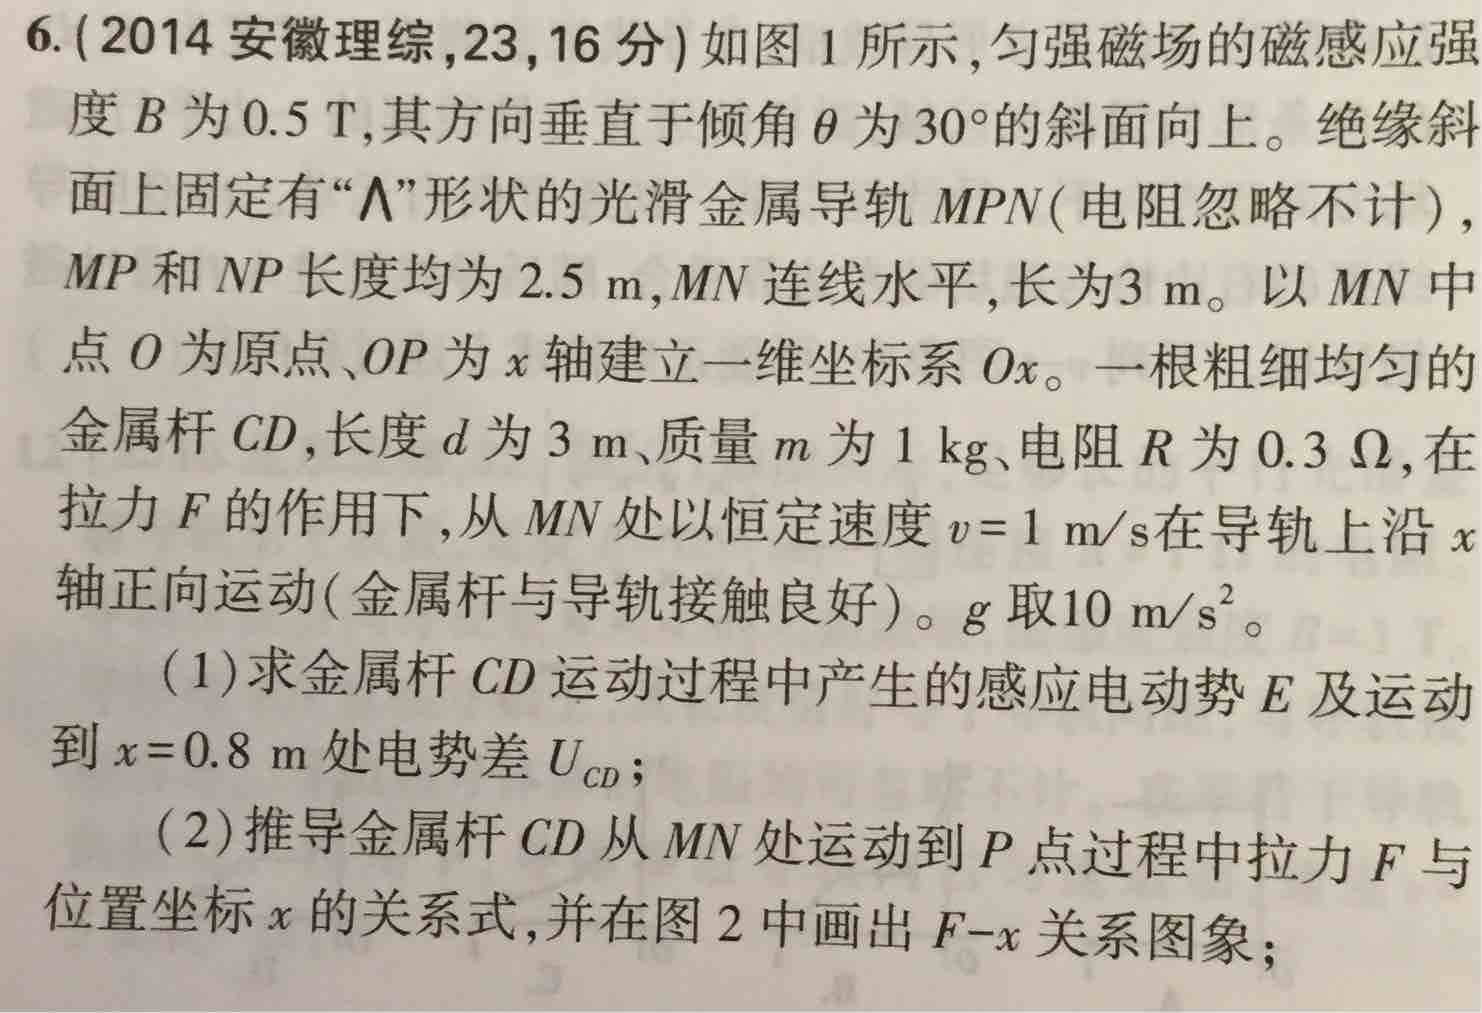 6.(2014 安徽理综,23,16 分)如图 1 所示,匀强磁场的磁感应强
度 B 为 0.5 T,其方向垂直于倾角 θ 为 30°的斜面向上。绝缘斜
面上固定有“Λ”形状的光滑金属导轨 MPN(电阻忽略不计),
MP 和 NP 长度均为 2.5 m,MN 连线水平,长为3 m。以 MN 中
点 O 为原点、OP 为 x 轴建立一维坐标系 Ox。一根粗细均匀的
金属杆 CD,长度 d 为 3 m、质量 m 为 1 kg、电阻 R 为 0.3 Ω,在
拉力 F 的作用下,从 MN 处以恒定速度 v=1 m/s在导轨上沿 x
轴正向运动(金属杆与导轨接触良好)。g 取10 m/s²。
(1)求金属杆 CD 运动过程中产生的感应电动势 E 及运动
到 x=0.8 m 处电势差 U_CD;
(2)推导金属杆 CD 从 MN 处运动到 P 点过程中拉力 F 与
位置坐标 x 的关系式,并在图 2 中画出 F-x 关系图象;